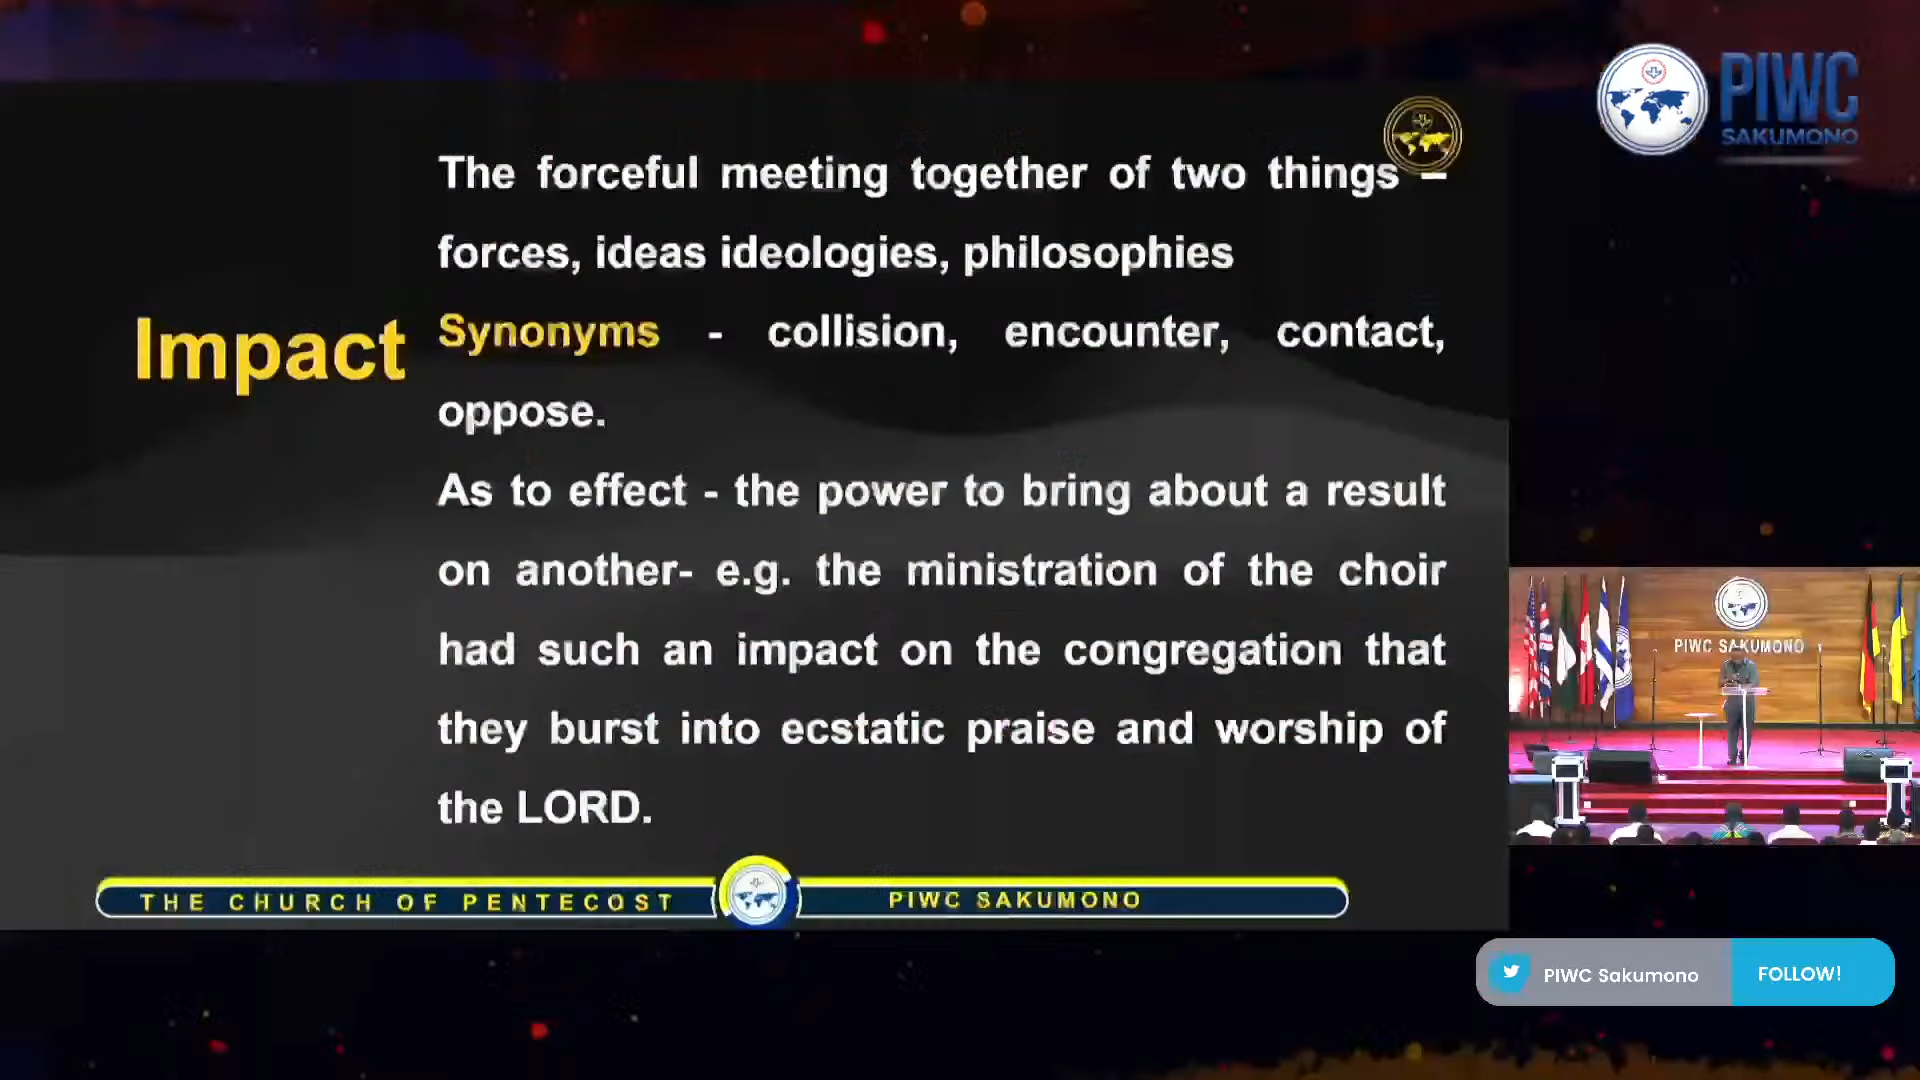 PIWC
SAKUMONO
Impact
The forceful meeting together of two things –
forces, ideas ideologies, philosophies
Synonyms - collision, encounter, contact,
oppose.
As to effect - the power to bring about a result
on another- e.g. the ministration of the choir
had such an impact on the congregation that
they burst into ecstatic praise and worship of
the LORD.
PIWC SAKUMONO
THE CHURCH OF PENTECOST
PIWC SAKUMONO
PIWC Sakumono
FOLLOW!